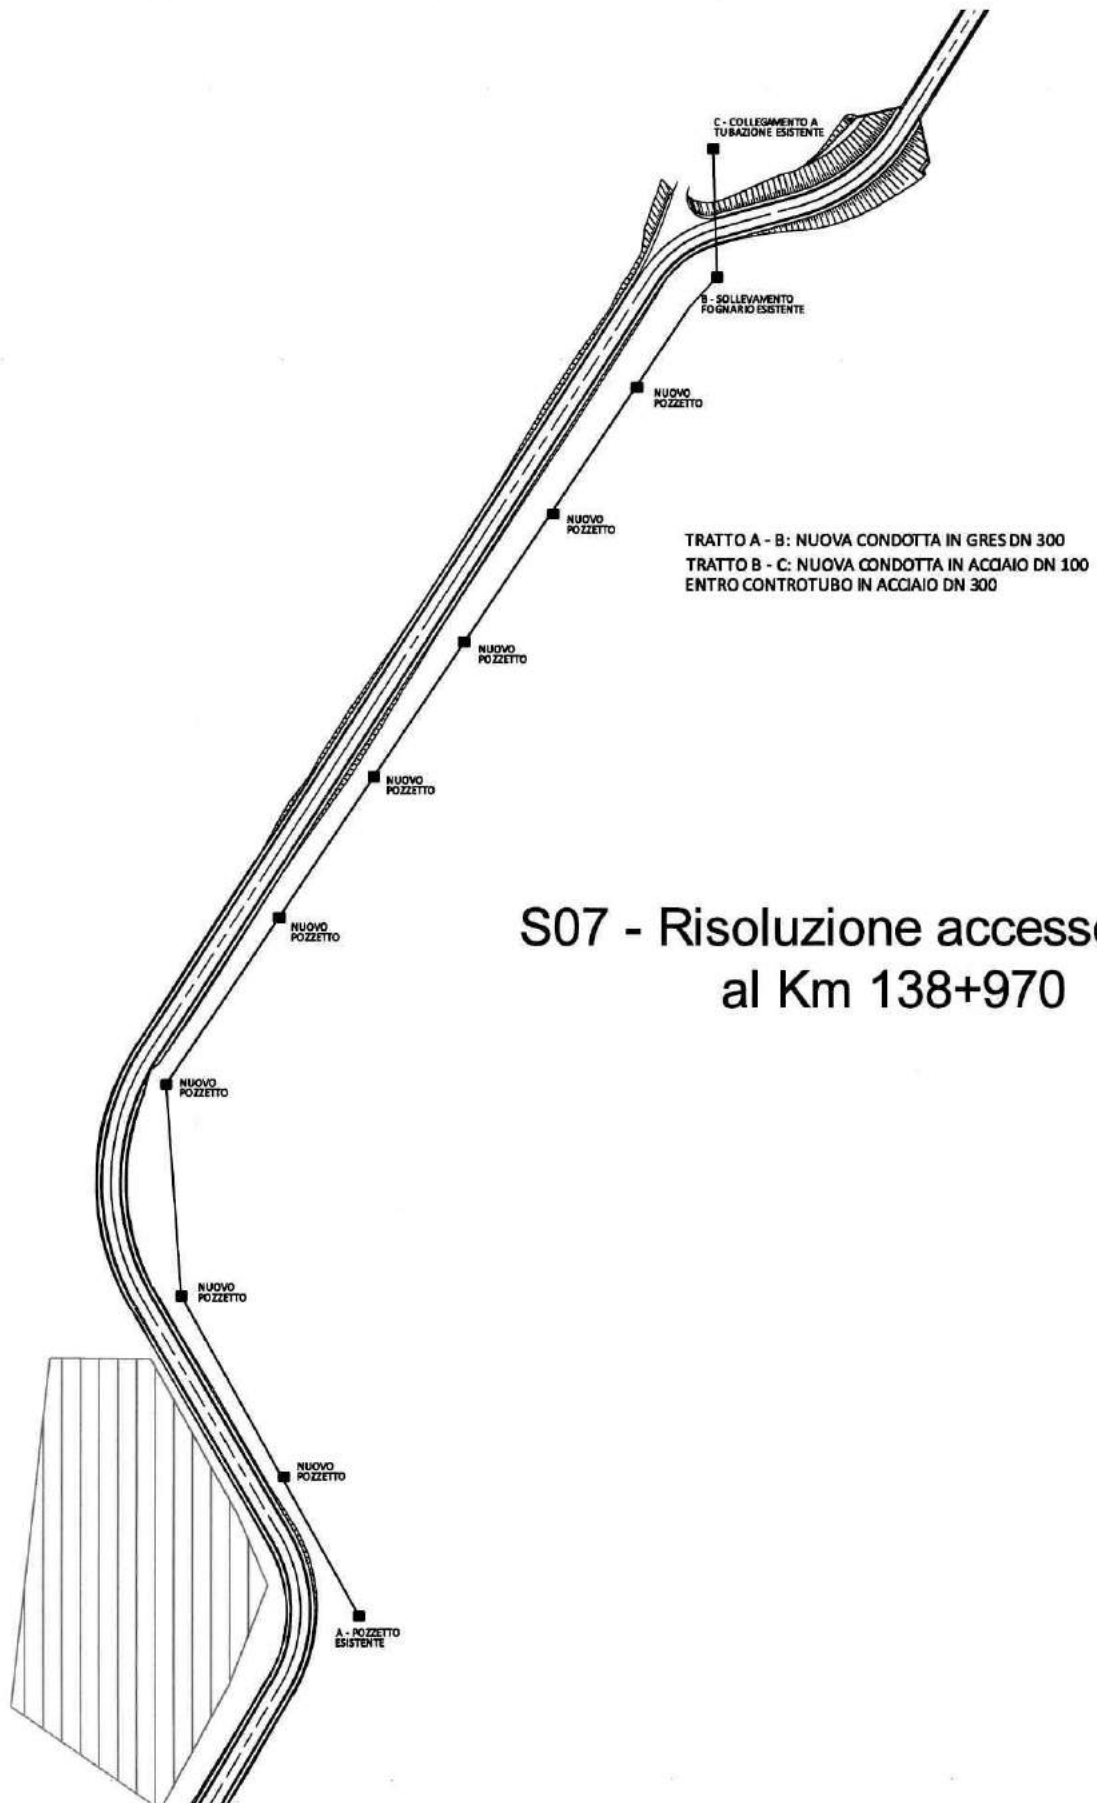 C - COLLEGAMENTO A
TUBAZIONE ESISTENTE
B - SOLLEVAMENTO
FOGNARIO ESISTENTE
NUOVO
POZZETTO
NUOVO
POZZETTO
TRATTO A - B: NUOVA CONDOTTA IN GRES DN 300
TRATTO B - C: NUOVA CONDOTTA IN ACCIAIO DN 100
ENTRO CONTROTUBO IN ACCIAIO DN 300
NUOVO
POZZETTO
NUOVO
POZZETTO
S07 - Risoluzione access
al Km 138+970
NUOVO
POZZETTO
NUOVO
POZZETTO
NUOVO
POZZETTO
NUOVO
POZZETTO
A - POZZETTO
ESISTENTE